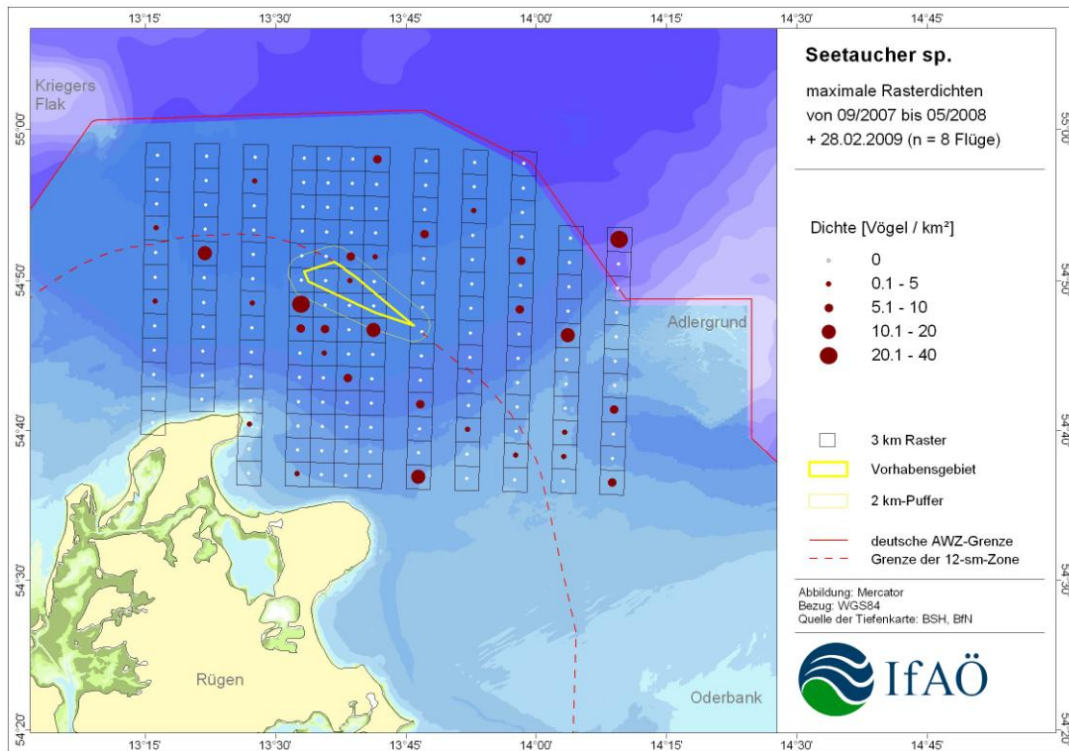 13°15' 13°30' 13°45' 14°00' 14°15' 14°30' 14°45'
Kriegers
Flak
55°00'
54°50'
54°40'
54°30'
54°20'
Adlergrund
Rügen
Oderbank
13°15' 13°30' 13°45' 14°00' 14°15' 14°30' 14°45'
Seetaucher sp.
maximale Rasterdichten
von 09/2007 bis 05/2008
+ 28.02.2009 (n = 8 Flüge)
Dichte [Vögel / km²]
0
0.1 - 5
5.1 - 10
10.1 - 20
20.1 - 40
3 km Raster
Vorhabensgebiet
2 km-Puffer
deutsche AWZ-Grenze
Grenze der 12-sm-Zone
Abbildung: Mercator
Bezug: WGS84
Quelle der Tiefenkarte: BSH, BfN
IfAÖ
55°00'
54°50'
54°40'
54°30'
54°20'